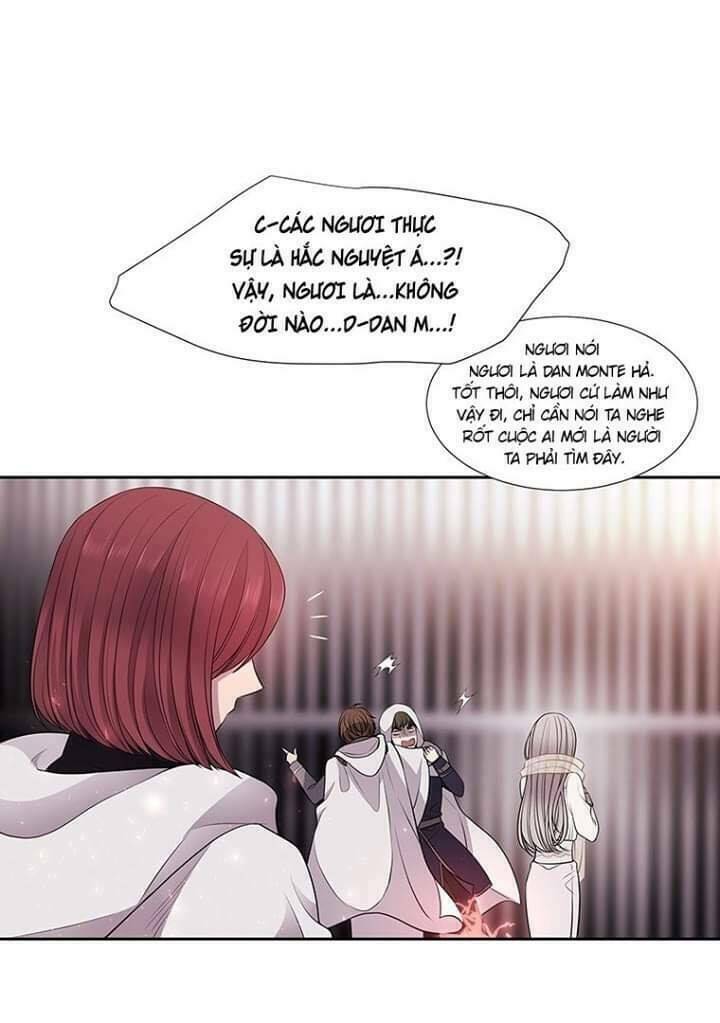 C-CÁC NGƯƠI THỰC
SỰ LÀ HẮC NGUYỆT Á...?!
VẬY, NGƯƠI LÀ...KHÔNG
ĐỜI NÀO...D-DAN M...!
NGƯƠI NÓI
NGƯƠI LÀ DAN MONTE HẢ.
TỐT THÔI, NGƯƠI CỨ LÀM NHƯ
VẬY ĐI, CHỈ CẦN NÓI TA NGHE
RỐT CUỘC AI MỚI LÀ NGƯỜI
TA PHẢI TÌM ĐÂY.